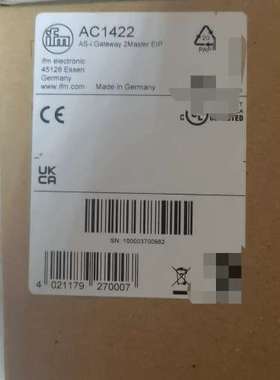 ifm
AC1422
AS-i Gateway 2Master EIP
ifm electronic
45128 Essen
Germany
www.ifm.com Made in Germany
20
PAP
CE
UK
CA
SN: 100003700982
4 021179 270007